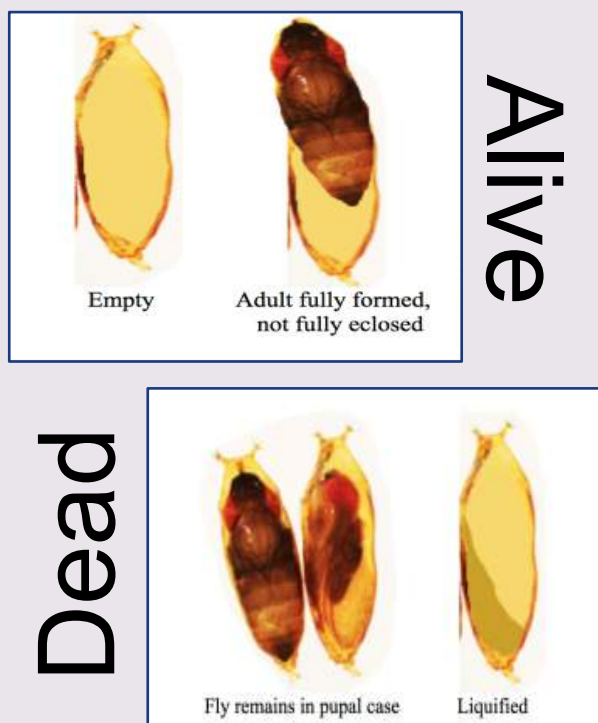 Alive
Empty
Adult fully formed,
not fully eclosed
Dead
Fly remains in pupal case
Liquified